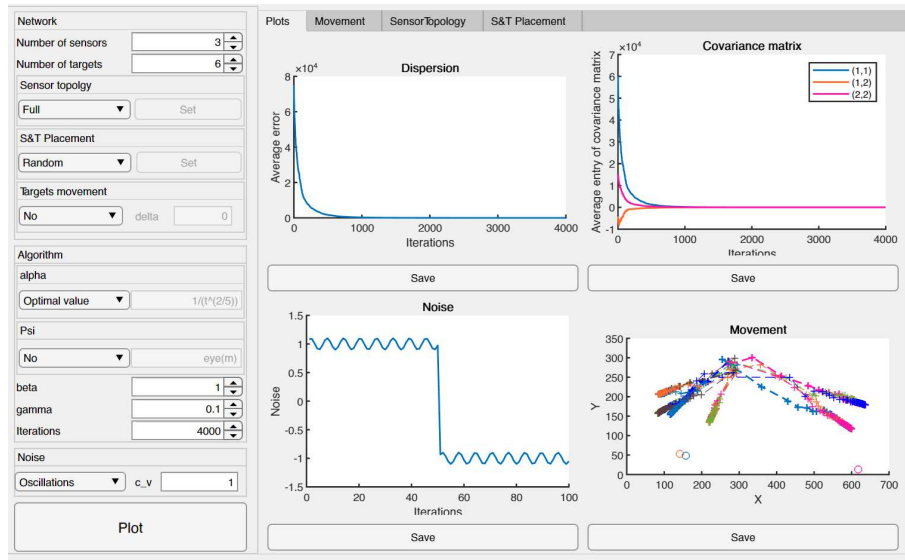 Network
Number of sensors 3
Number of targets 6
Sensor topolgy
Full Set
S&T Placement
Random Set
Targets movement
No delta 0
Algorithm
alpha
Optimal value 1/(t^(2/5))
Psi
No eye(m)
beta 1
gamma 0.1
Iterations 4000
Noise
Oscillations c_v 1
Plot
Plots Movement SensorTopology S&T Placement
Dispersion
×10⁴
Average error
8
6
4
2
0
0 1000 2000 3000 4000
Iterations
Save
Covariance matrix
×10⁴
Average entry of covariance matrix
7
6
5
4
3
2
1
0
-1
(1,1)
(1,2)
(2,2)
0 1000 2000 3000 4000
Iterations
Save
Noise
Noise
1.5
1
0.5
0
-0.5
-1
-1.5
0 20 40 60 80 100
Iterations
Save
Movement
Y
350
300
250
200
150
100
50
0
0 100 200 300 400 500 600 700
X
Save